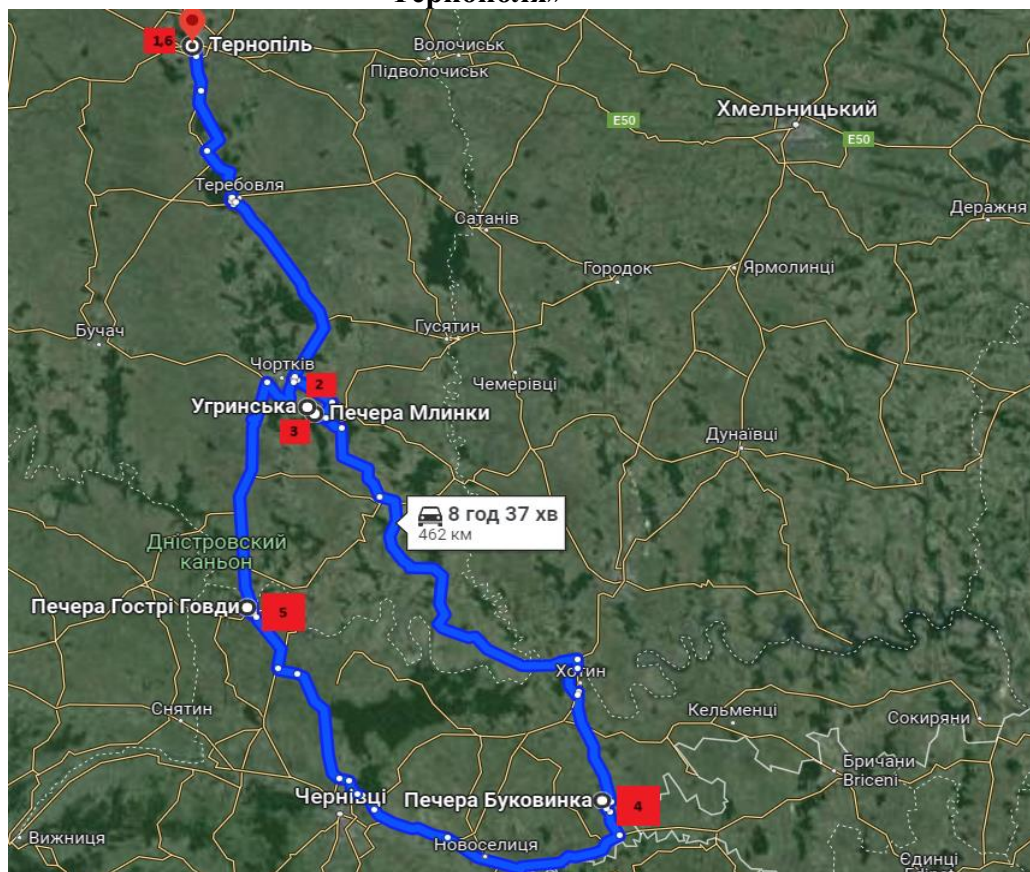 Тернополя»
1,6
Тернопіль
Волочиськ
Підволочиськ
Хмельницький
E50
E50
Теребовля
Сатанів
Деражня
Городок
Ярмолинці
Бучач
Гусятин
Чортків
2
Чемерівці
Угринська
Печера Млинки
3
Дунаївці
8 год 37 хв
462 км
Дністровский
каньон
Печера Гострі Говди
5
Хотин
Снятин
Кельменці
Сокиряни
Бричани
Briceni
Чернівці
Печера Буковинка
4
Вижниця
Новоселиця
Єдинці